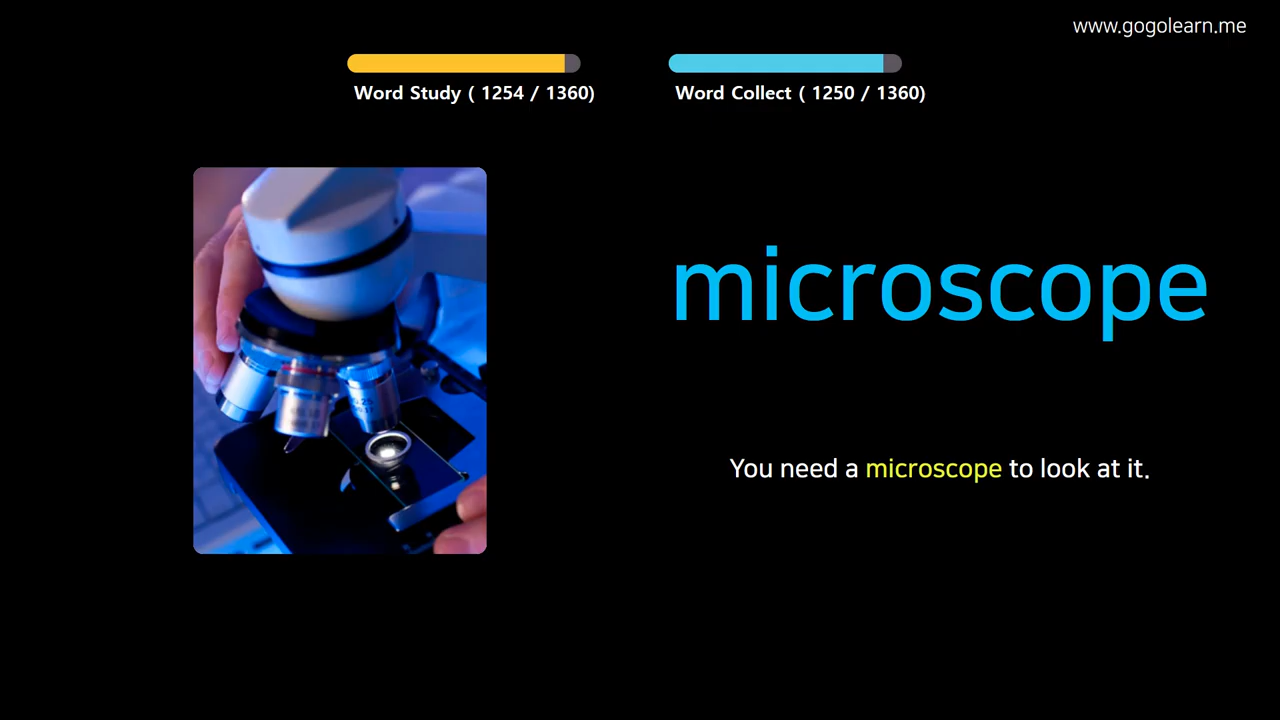 www.gogolearn.me
Word Study ( 1254 / 1360)
Word Collect ( 1250 / 1360)
microscope
You need a microscope to look at it.